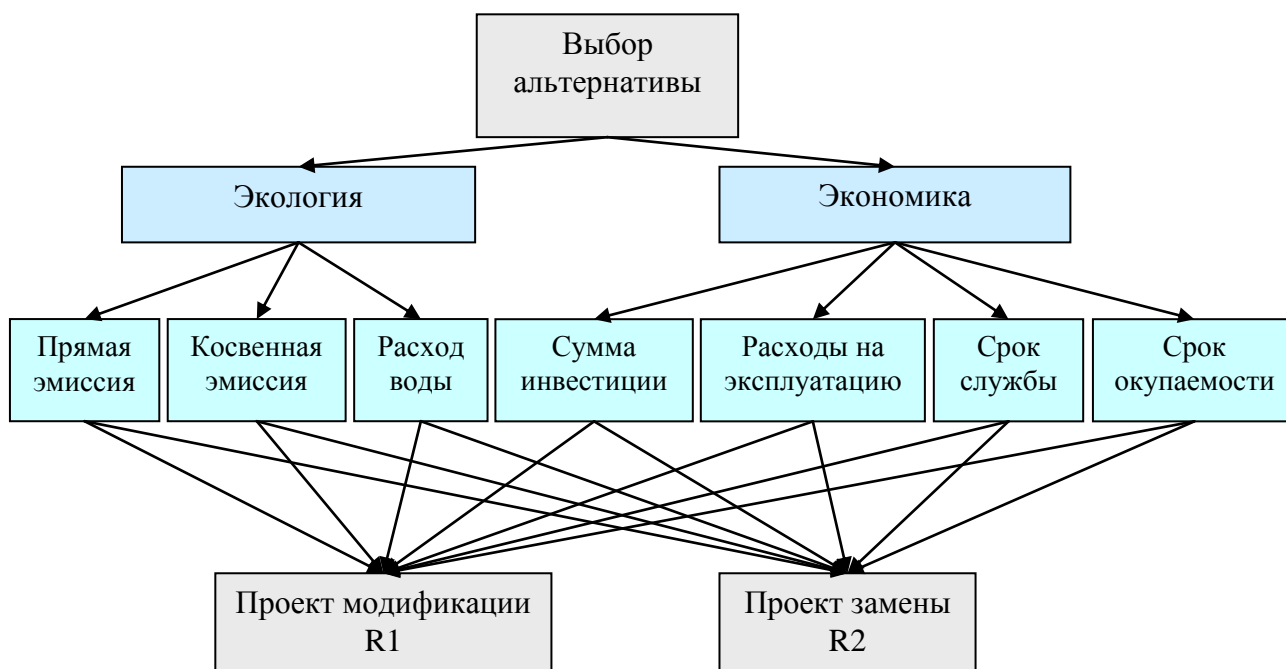 Выбор
альтернативы
Экология
Экономика
Прямая
эмиссия
Косвенная
эмиссия
Расход
воды
Сумма
инвестиции
Расходы на
эксплуатацию
Срок
службы
Срок
окупаемости
Проект модификации
R1
Проект замены
R2